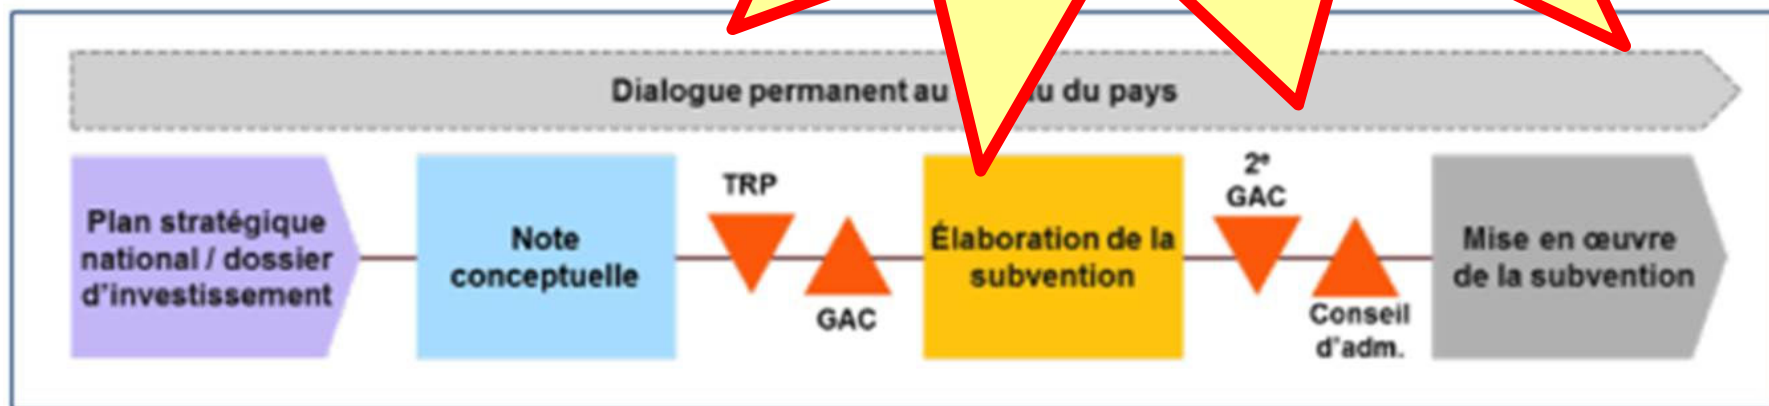 Dialogue permanent au u du pays
Plan stratégique
national / dossier
d'investissement
Note
conceptuelle
TRP
GAC
Élaboration de la
subvention
2e
GAC
Conseil
d'adm.
Mise en œuvre
de la subvention